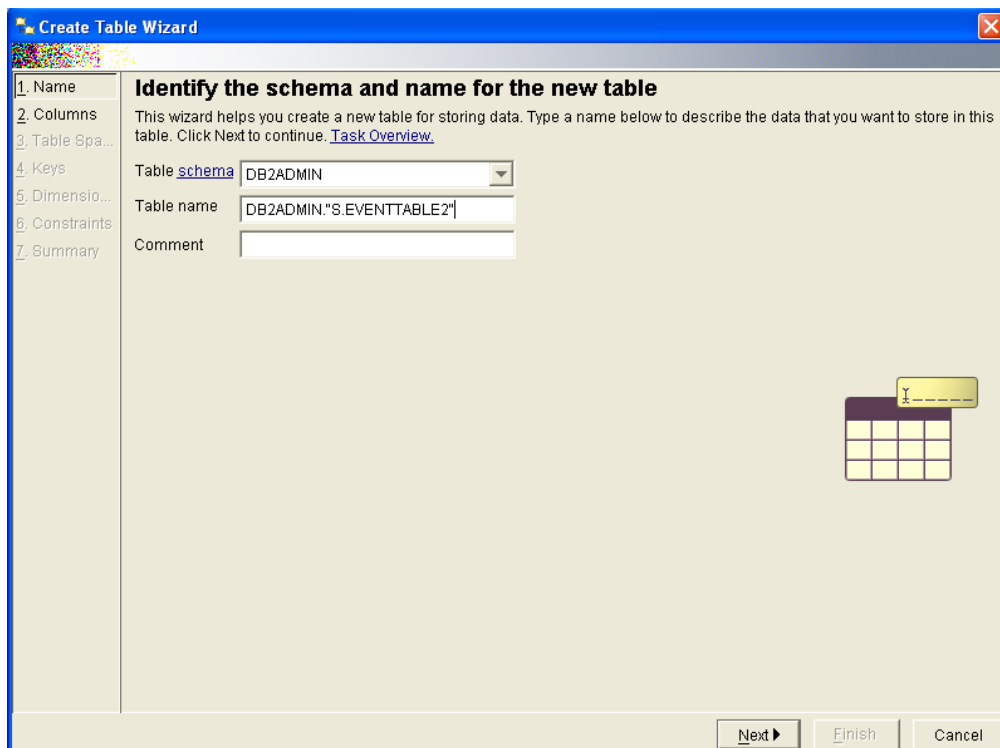 Create Table Wizard
1. Name
2. Columns
3. Table Spa...
4. Keys
5. Dimensio...
6. Constraints
7. Summary
Identify the schema and name for the new table
This wizard helps you create a new table for storing data. Type a name below to describe the data that you want to store in this
table. Click Next to continue. Task Overview.
Table schema DB2ADMIN
Table name DB2ADMIN."S.EVENTTABLE2"
Comment
Next Finish Cancel